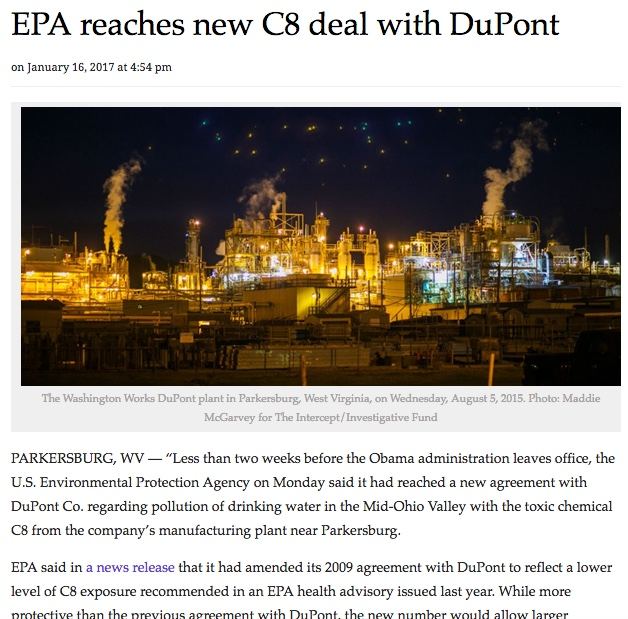 EPA reaches new C8 deal with DuPont
on January 16, 2017 at 4:54 pm
The Washington Works DuPont plant in Parkersburg, West Virginia, on Wednesday, August 5, 2015. Photo: Maddie
McGarvey for The Intercept/Investigative Fund
PARKERSBURG, WV — “Less than two weeks before the Obama administration leaves office, the
U.S. Environmental Protection Agency on Monday said it had reached a new agreement with
DuPont Co. regarding pollution of drinking water in the Mid-Ohio Valley with the toxic chemical
C8 from the company’s manufacturing plant near Parkersburg.
EPA said in a news release that it had amended its 2009 agreement with DuPont to reflect a lower
level of C8 exposure recommended in an EPA health advisory issued last year. While more
protective than the previous agreement with DuPont, the new number would allow larger